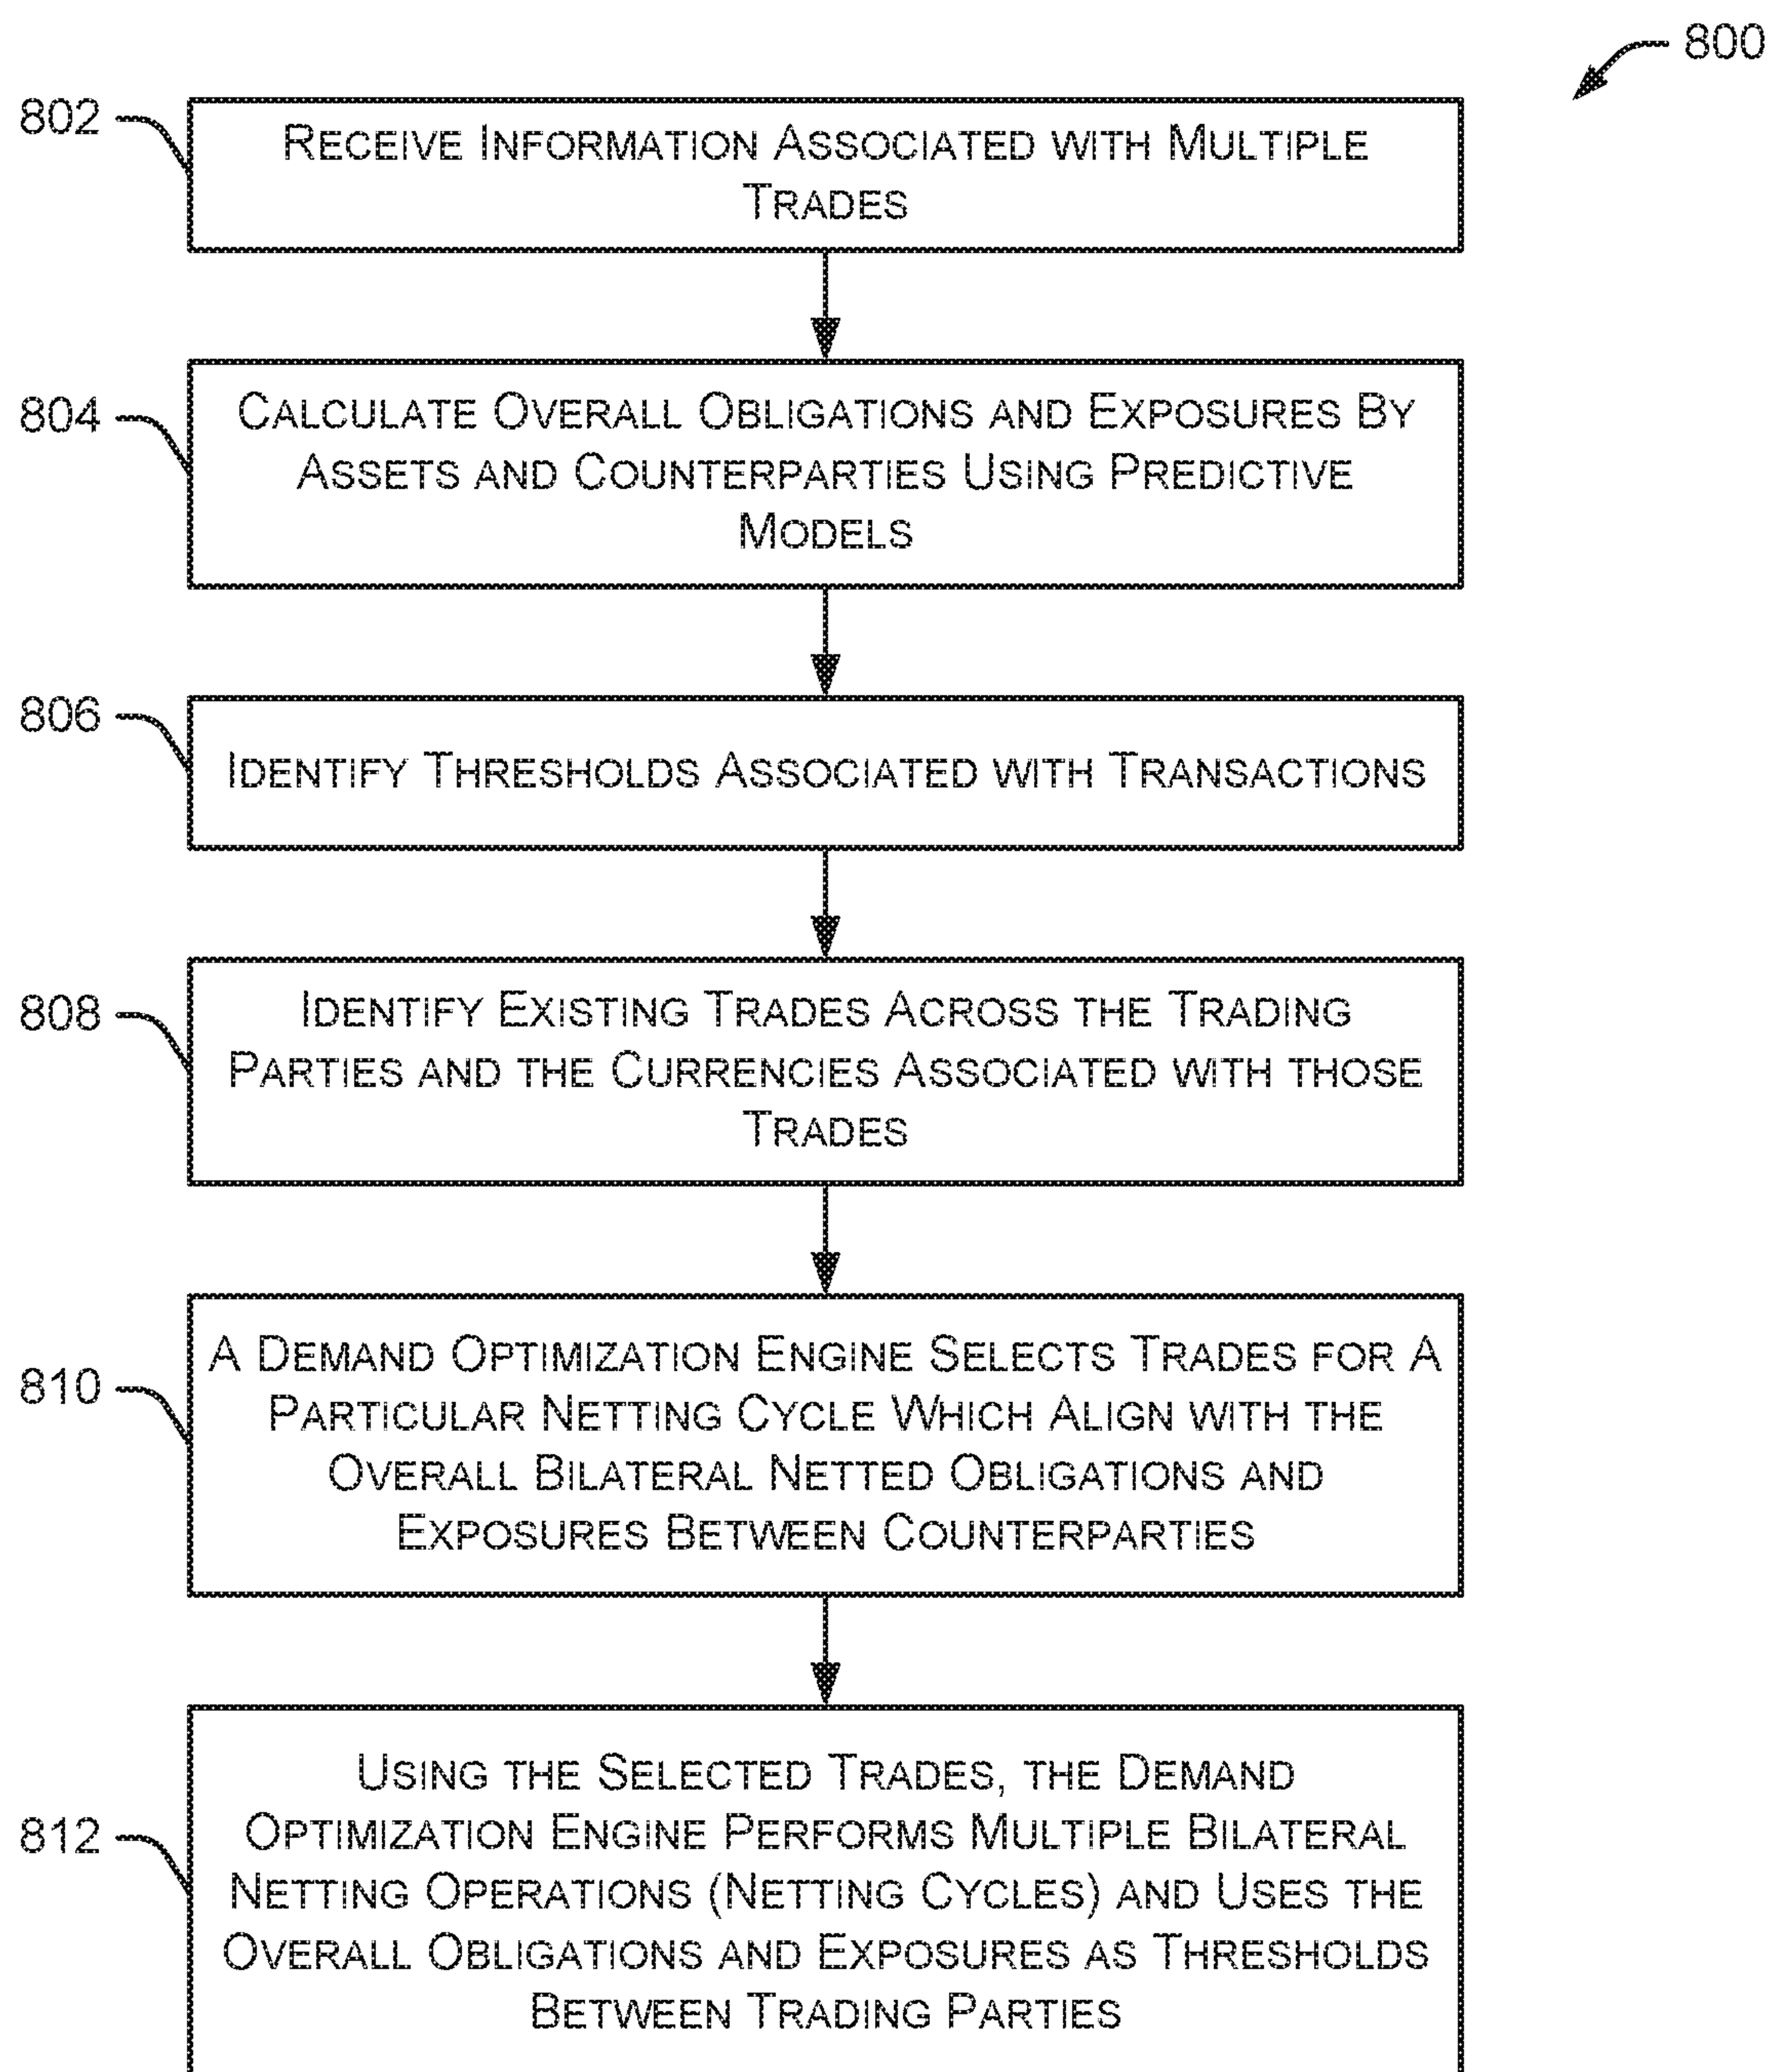 800
802
RECEIVE INFORMATION ASSOCIATED WITH MULTIPLE
TRADES
804
CALCULATE OVERALL OBLIGATIONS AND EXPOSURES BY
ASSETS AND COUNTERPARTIES USING PREDICTIVE
MODELS
806
IDENTIFY THRESHOLDS ASSOCIATED WITH TRANSACTIONS
808
IDENTIFY EXISTING TRADES ACROSS THE TRADING
PARTIES AND THE CURRENCIES ASSOCIATED WITH THOSE
TRADES
810
A DEMAND OPTIMIZATION ENGINE SELECTS TRADES FOR A
PARTICULAR NETTING CYCLE WHICH ALIGN WITH THE
OVERALL BILATERAL NETTED OBLIGATIONS AND
EXPOSURES BETWEEN COUNTERPARTIES
812
USING THE SELECTED TRADES, THE DEMAND
OPTIMIZATION ENGINE PERFORMS MULTIPLE BILATERAL
NETTING OPERATIONS (NETTING CYCLES) AND USES THE
OVERALL OBLIGATIONS AND EXPOSURES AS THRESHOLDS
BETWEEN TRADING PARTIES